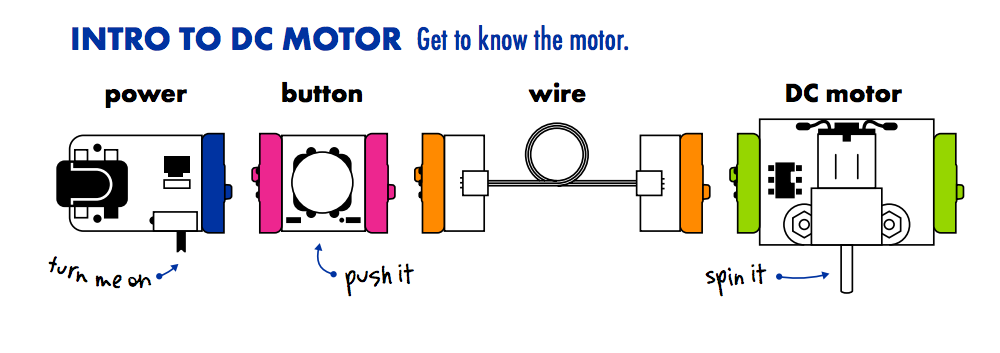 INTRO TO DC MOTOR Get to know the motor.
power button wire DC motor
turn me on push it spin it